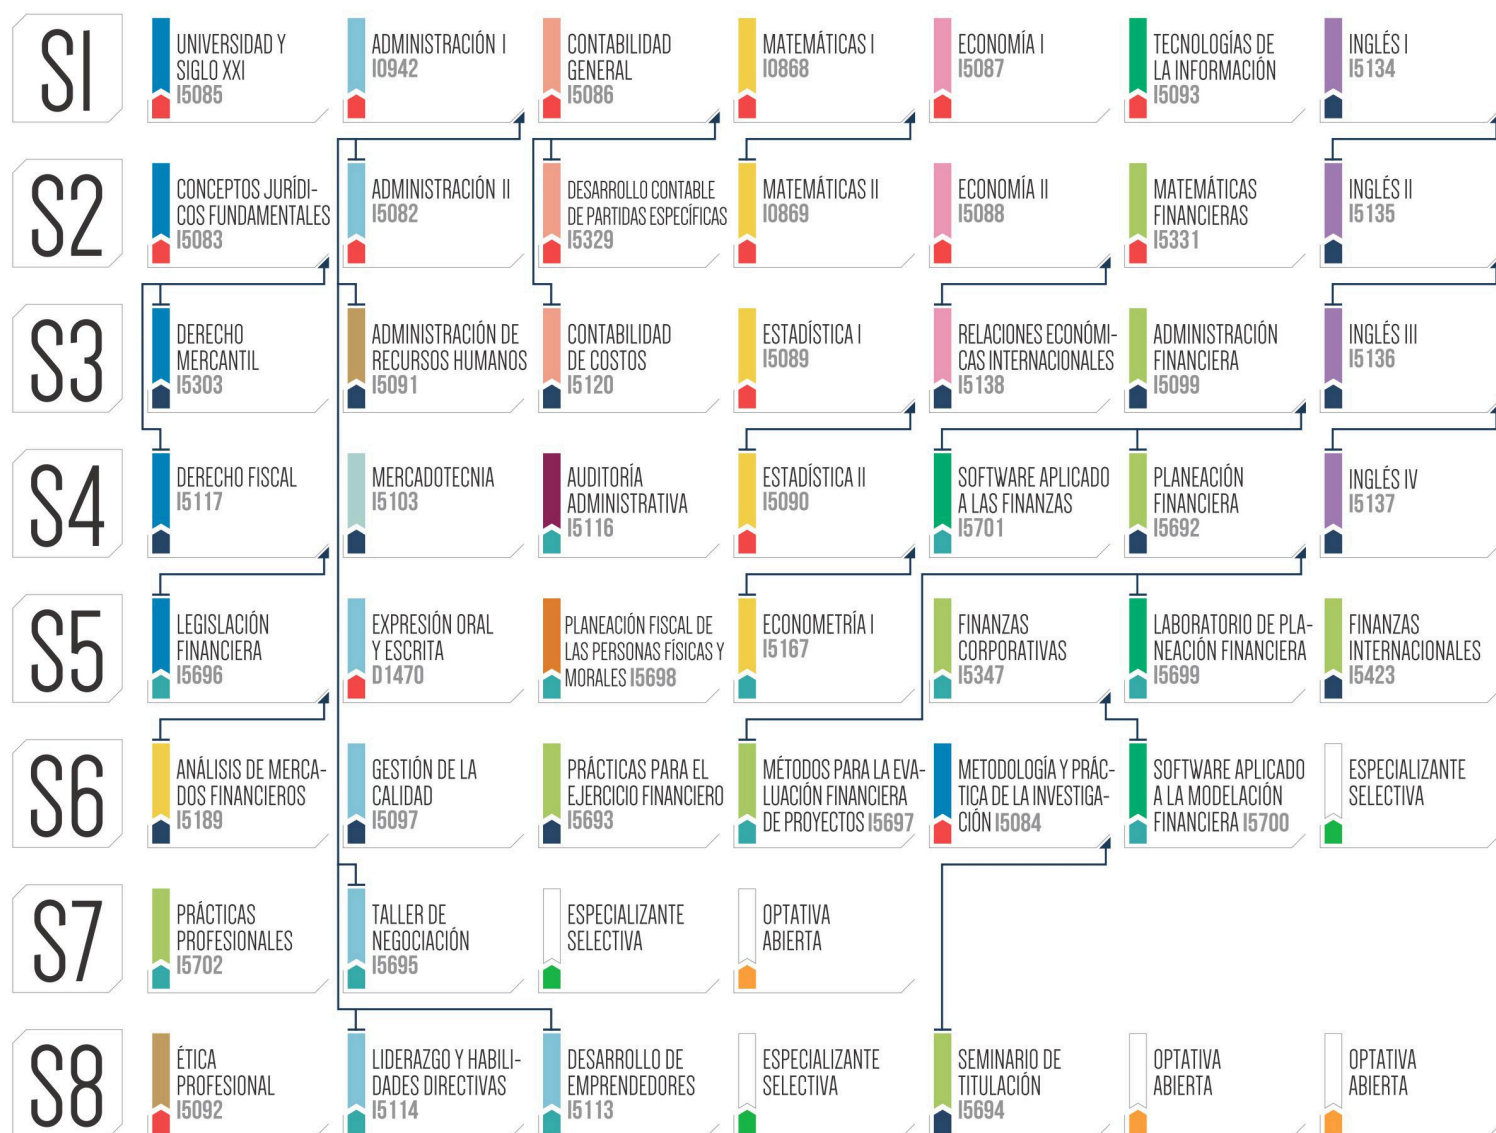 S1
UNIVERSIDAD Y
SIGLO XXI
I5085
ADMINISTRACIÓN I
I0942
CONTABILIDAD
GENERAL
I5086
MATEMÁTICAS I
I0868
ECONOMÍA I
I5087
TECNOLOGÍAS DE
LA INFORMACIÓN
I5093
INGLÉS I
I5134
S2
CONCEPTOS JURÍDI-
COS FUNDAMENTALES
I5083
ADMINISTRACIÓN II
I5082
DESARROLLO CONTABLE
DE PARTIDAS ESPECÍFICAS
I5329
MATEMÁTICAS II
I0869
ECONOMÍA II
I5088
MATEMÁTICAS
FINANCIERAS
I5331
INGLÉS II
I5135
S3
DERECHO
MERCANTIL
I5303
ADMINISTRACIÓN DE
RECURSOS HUMANOS
I5091
CONTABILIDAD
DE COSTOS
I5120
ESTADÍSTICA I
I5089
RELACIONES ECONÓMI-
CAS INTERNACIONALES
I5138
ADMINISTRACIÓN
FINANCIERA
I5099
INGLÉS III
I5136
S4
DERECHO FISCAL
I5117
MERCADOTECNIA
I5103
AUDITORÍA
ADMINISTRATIVA
I5116
ESTADÍSTICA II
I5090
SOFTWARE APLICADO
A LAS FINANZAS
I5701
PLANEACIÓN
FINANCIERA
I5692
INGLÉS IV
I5137
S5
LEGISLACIÓN
FINANCIERA
I5696
EXPRESIÓN ORAL
Y ESCRITA
D1470
PLANEACIÓN FISCAL DE
LAS PERSONAS FÍSICAS Y
MORALES I5698
ECONOMETRÍA I
I5167
FINANZAS
CORPORATIVAS
I5347
LABORATORIO DE PLA-
NEACIÓN FINANCIERA
I5699
FINANZAS
INTERNACIONALES
I5423
S6
ANÁLISIS DE MERCA-
DOS FINANCIEROS
I5189
GESTIÓN DE LA
CALIDAD
I5097
PRÁCTICAS PARA EL
EJERCICIO FINANCIERO
I5693
MÉTODOS PARA LA EVA-
LUACIÓN FINANCIERA
DE PROYECTOS I5697
METODOLOGÍA Y PRÁC-
TICA DE LA INVESTIGA-
CIÓN I5084
SOFTWARE APLICADO
A LA MODELACIÓN
FINANCIERA I5700
ESPECIALIZANTE
SELECTIVA
S7
PRÁCTICAS
PROFESIONALES
I5702
TALLER DE
NEGOCIACIÓN
I5695
ESPECIALIZANTE
SELECTIVA
OPTATIVA
ABIERTA
S8
ÉTICA
PROFESIONAL
I5092
LIDERAZGO Y HABILI-
DADES DIRECTIVAS
I5114
DESARROLLO DE
EMPRENDEDORES
I5113
ESPECIALIZANTE
SELECTIVA
SEMINARIO DE
TITULACIÓN
I5694
OPTATIVA
ABIERTA
OPTATIVA
ABIERTA